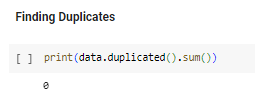 Finding Duplicates
[ ] print(data.duplicated().sum())
0